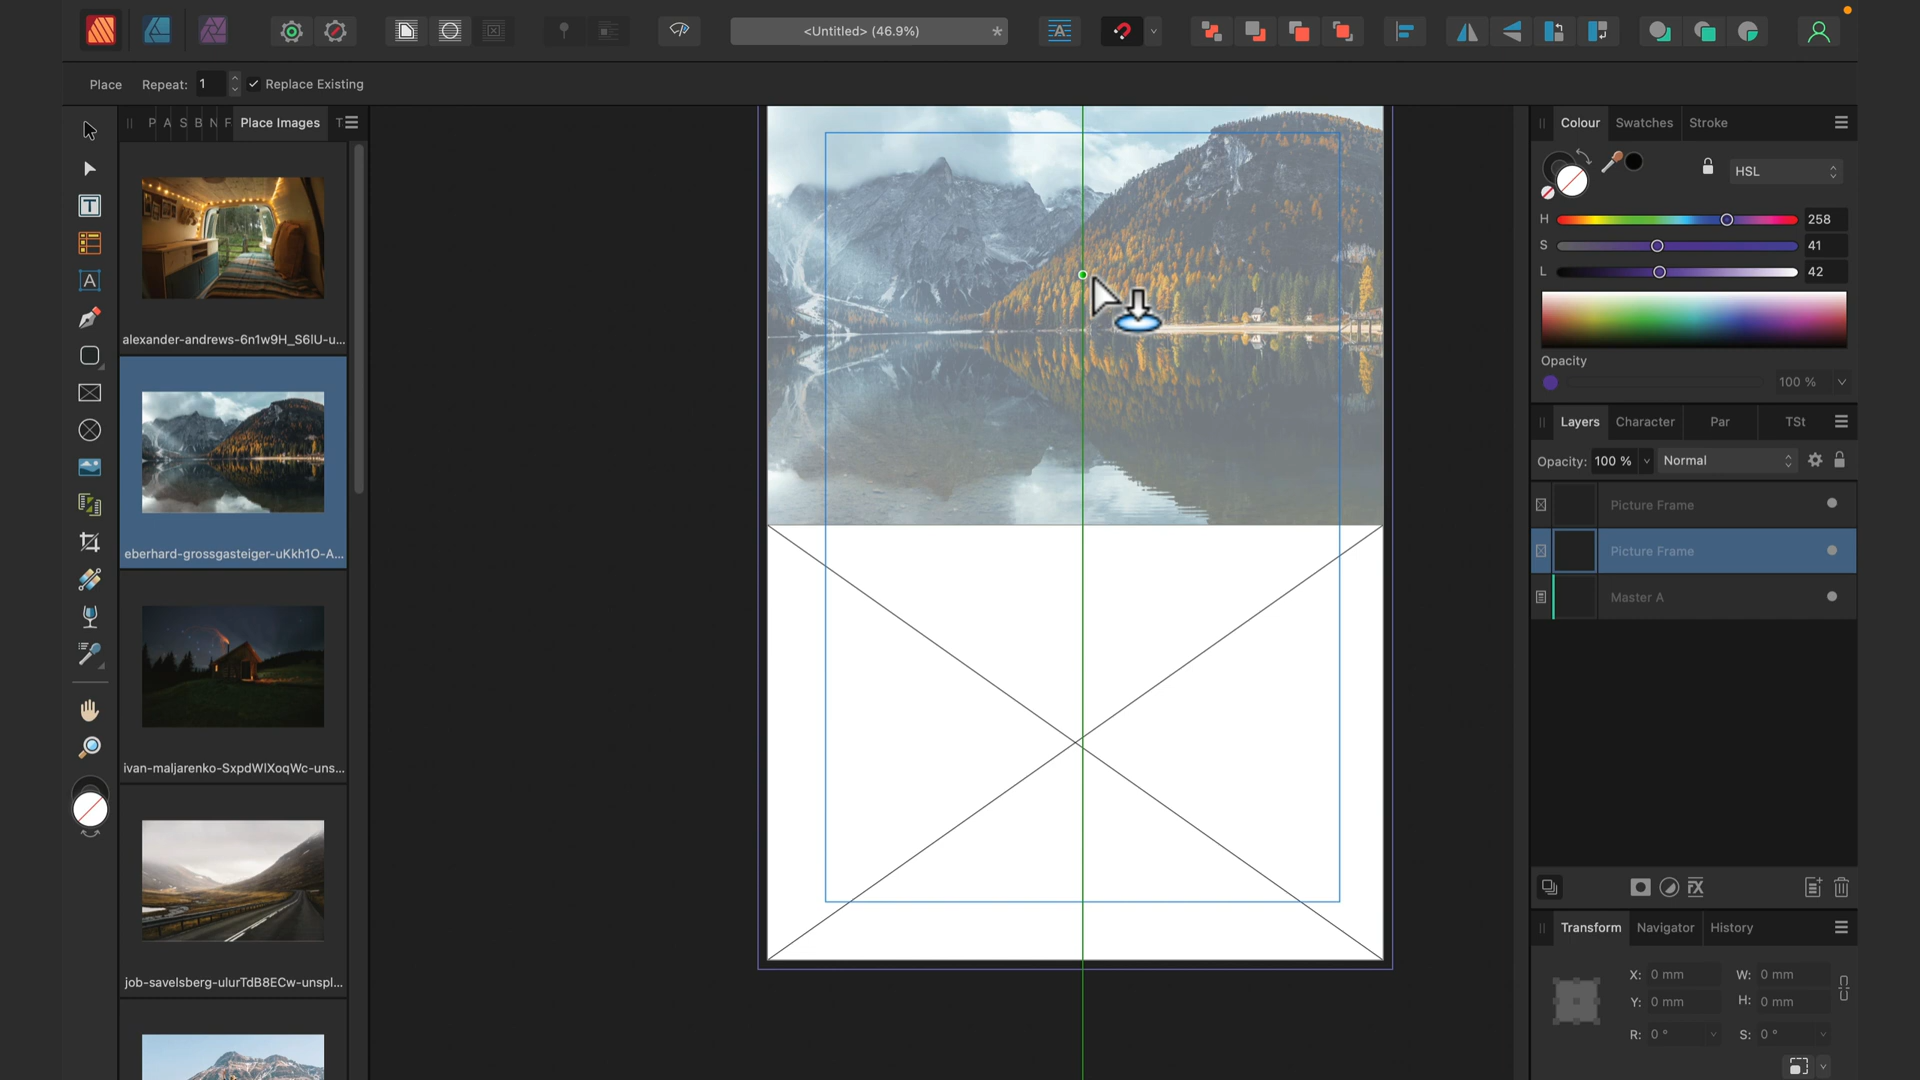 <Untitled> (46.9%)
*
Place Repeat: 1 Replace Existing
P A S B N F Place Images T
alexander-andrews-6n1w9H_S6IU-u...
eberhard-grossgasteiger-uKkh1O-A...
ivan-maljarenko-SxpdWlXoqWc-uns...
job-savelsberg-ulurTdB8ECw-unspl...
Colour Swatches Stroke
HSL
H 258
S 41
L 42
Opacity
100 %
Layers Character Par TSt
Opacity: 100 % Normal
Picture Frame
Picture Frame
Master A
FX
Transform Navigator History
X: 0 mm W: 0 mm
Y: 0 mm H: 0 mm
R: 0 ° S: 0 °